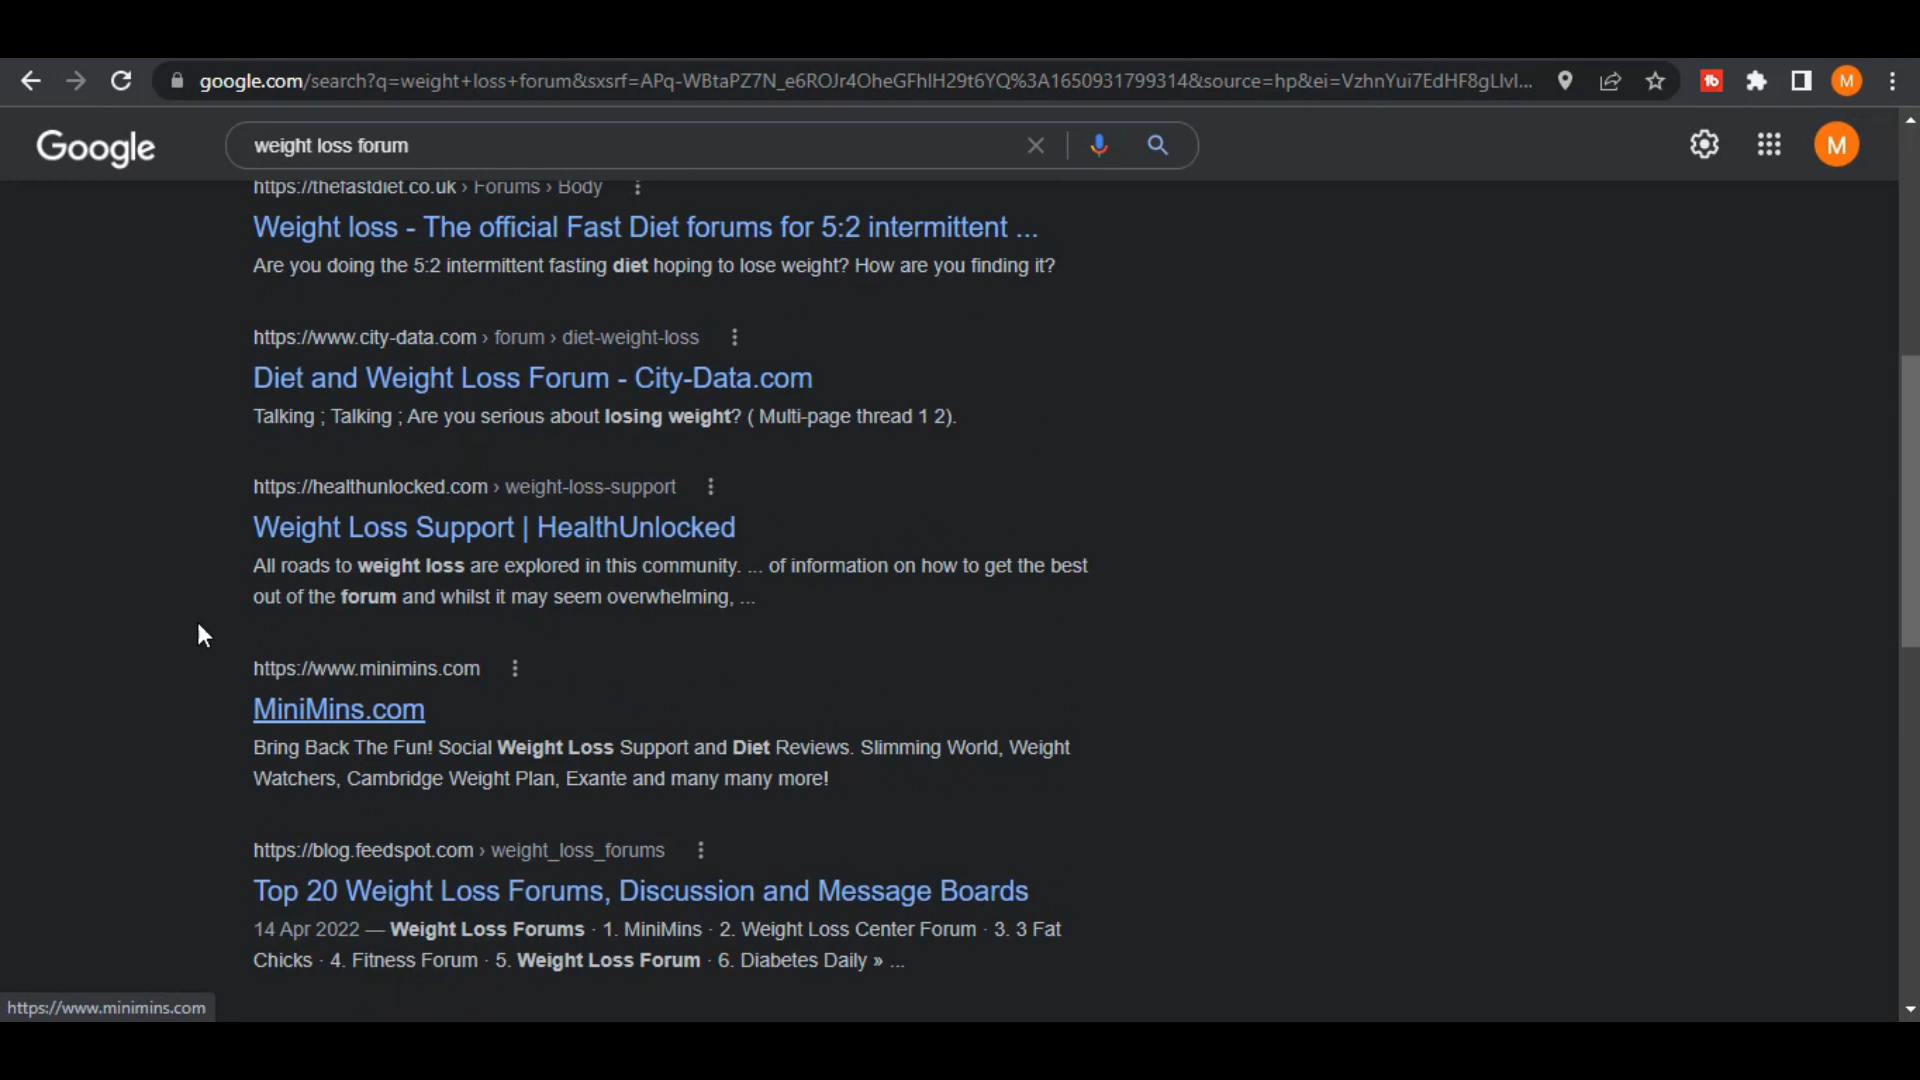 google.com/search?q=weight+loss+forum&sxsrf=APq-WBtaPZ7N_e6ROJr4OheGFhlH29t6YQ%3A1650931799314&source=hp&ei=VzhnYui7EdHF8gLlvI...
M
Google
weight loss forum
M
https://thefastdiet.co.uk › Forums › Body
Weight loss - The official Fast Diet forums for 5:2 intermittent ...
Are you doing the 5:2 intermittent fasting diet hoping to lose weight? How are you finding it?
https://www.city-data.com › forum › diet-weight-loss
Diet and Weight Loss Forum - City-Data.com
Talking ; Talking ; Are you serious about losing weight? ( Multi-page thread 1 2).
https://healthunlocked.com › weight-loss-support
Weight Loss Support | HealthUnlocked
All roads to weight loss are explored in this community. ... of information on how to get the best
out of the forum and whilst it may seem overwhelming, ...
https://www.minimins.com
MiniMins.com
Bring Back The Fun! Social Weight Loss Support and Diet Reviews. Slimming World, Weight
Watchers, Cambridge Weight Plan, Exante and many many more!
https://blog.feedspot.com › weight_loss_forums
Top 20 Weight Loss Forums, Discussion and Message Boards
14 Apr 2022 — Weight Loss Forums · 1. MiniMins · 2. Weight Loss Center Forum · 3. 3 Fat
Chicks · 4. Fitness Forum · 5. Weight Loss Forum · 6. Diabetes Daily » ...
https://www.minimins.com